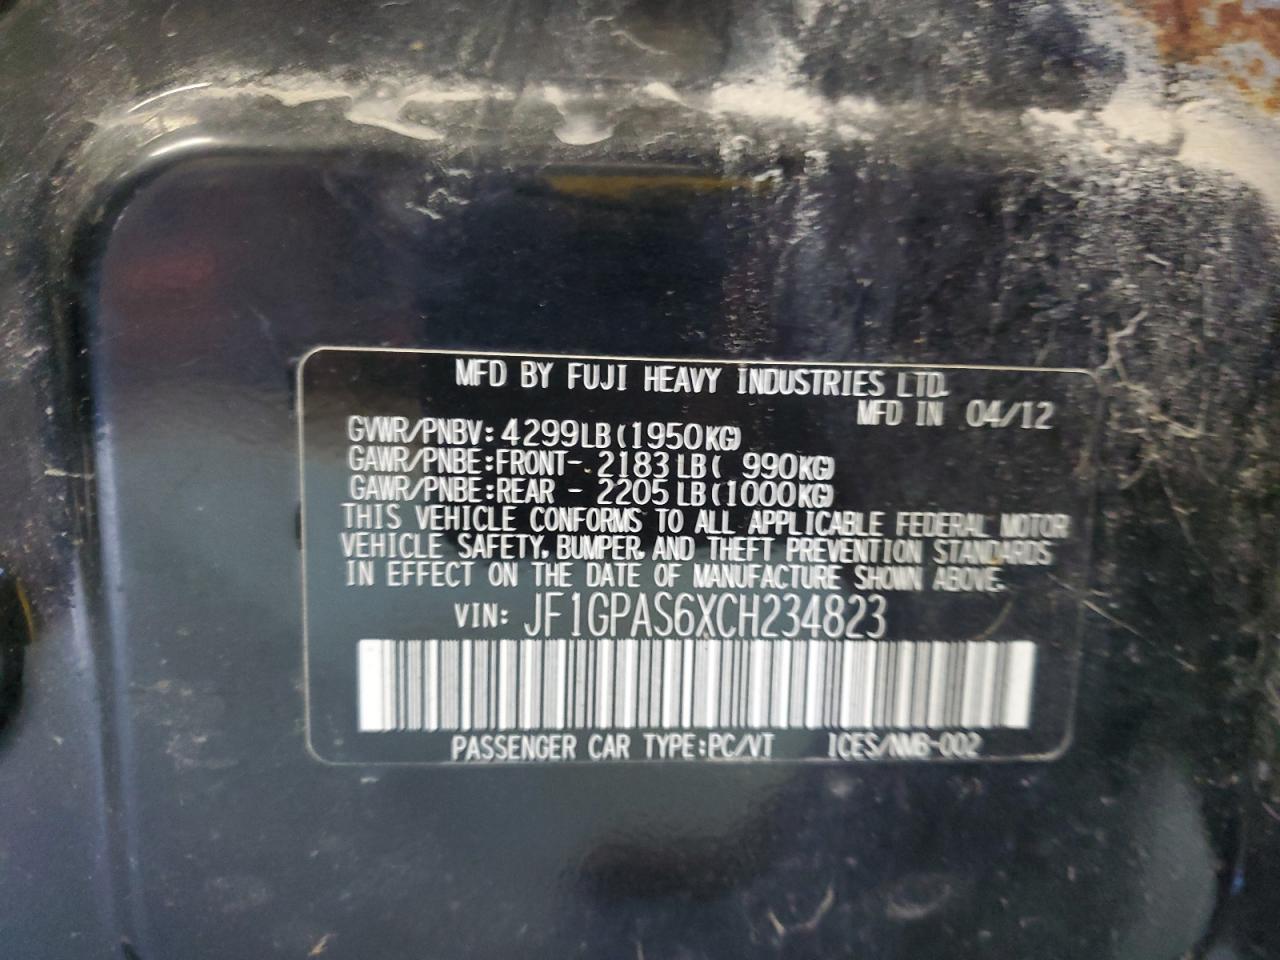 MFD BY FUJI HEAVY INDUSTRIES LTD.
MFD IN 04/12
GVWR/PNBV: 4299LB(1950KG)
GAWR/PNBE:FRONT- 2183LB( 990KG)
GAWR/PNBE:REAR - 2205LB(1000KG)
THIS VEHICLE CONFORMS TO ALL APPLICABLE FEDERAL MOTOR
VEHICLE SAFETY, BUMPER, AND THEFT PREVENTION STANDARDS
IN EFFECT ON THE DATE OF MANUFACTURE SHOWN ABOVE.
VIN: JF1GPAS6XCH234823
PASSENGER CAR TYPE:PC/VT ICES/NMB-002